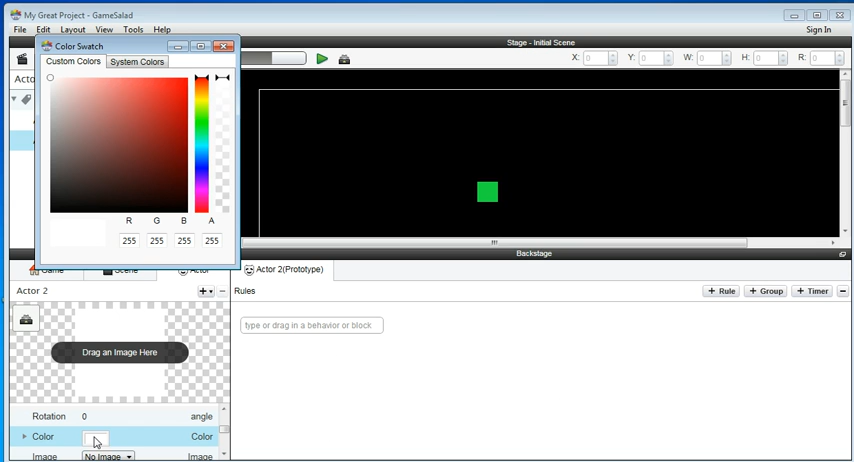 My Great Project - GameSalad
File Edit Layout View Tools Help
Sign In
Color Swatch
Stage - Initial Scene
Custom Colors System Colors
X: 0 Y: 0 W: 0 H: 0 R: 0
Acto
R G B A
255 255 255 255
Backstage
Game Scene Actor Actor 2(Prototype)
Actor 2
Rules
+ Rule + Group + Timer
type or drag in a behavior or block
Drag an Image Here
Rotation 0 angle
Color Color
Image No Image Image